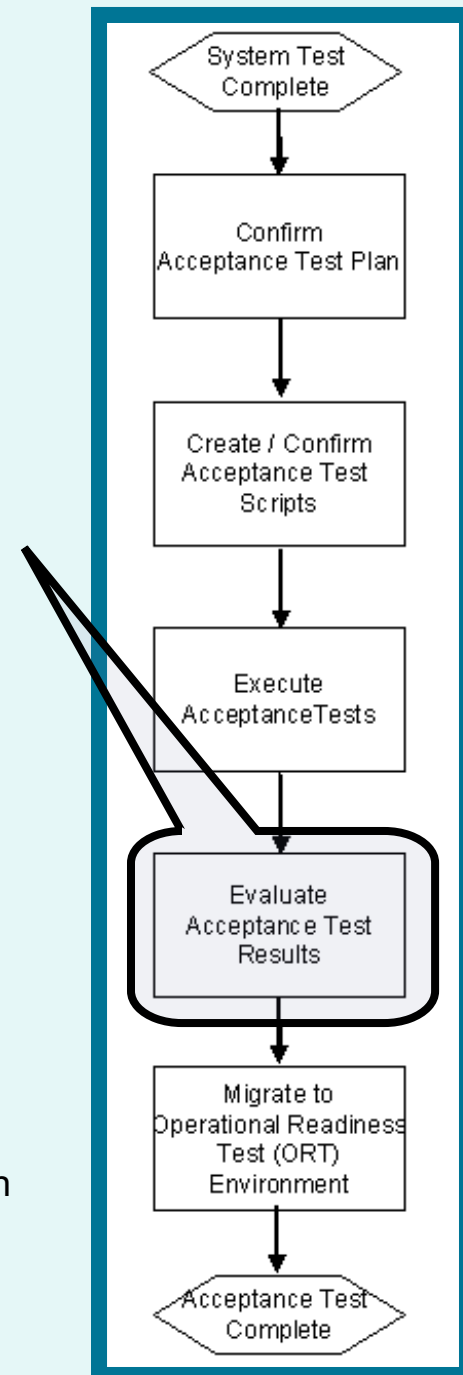 System Test
Complete
Confirm
Acceptance Test Plan
Create / Confirm
Acceptance Test
Scripts
Execute
AcceptanceTests
Evaluate
Acceptance Test
Results
Migrate to
Operational Readiness
Test (ORT)
Environment
n
Acceptance Test
Complete